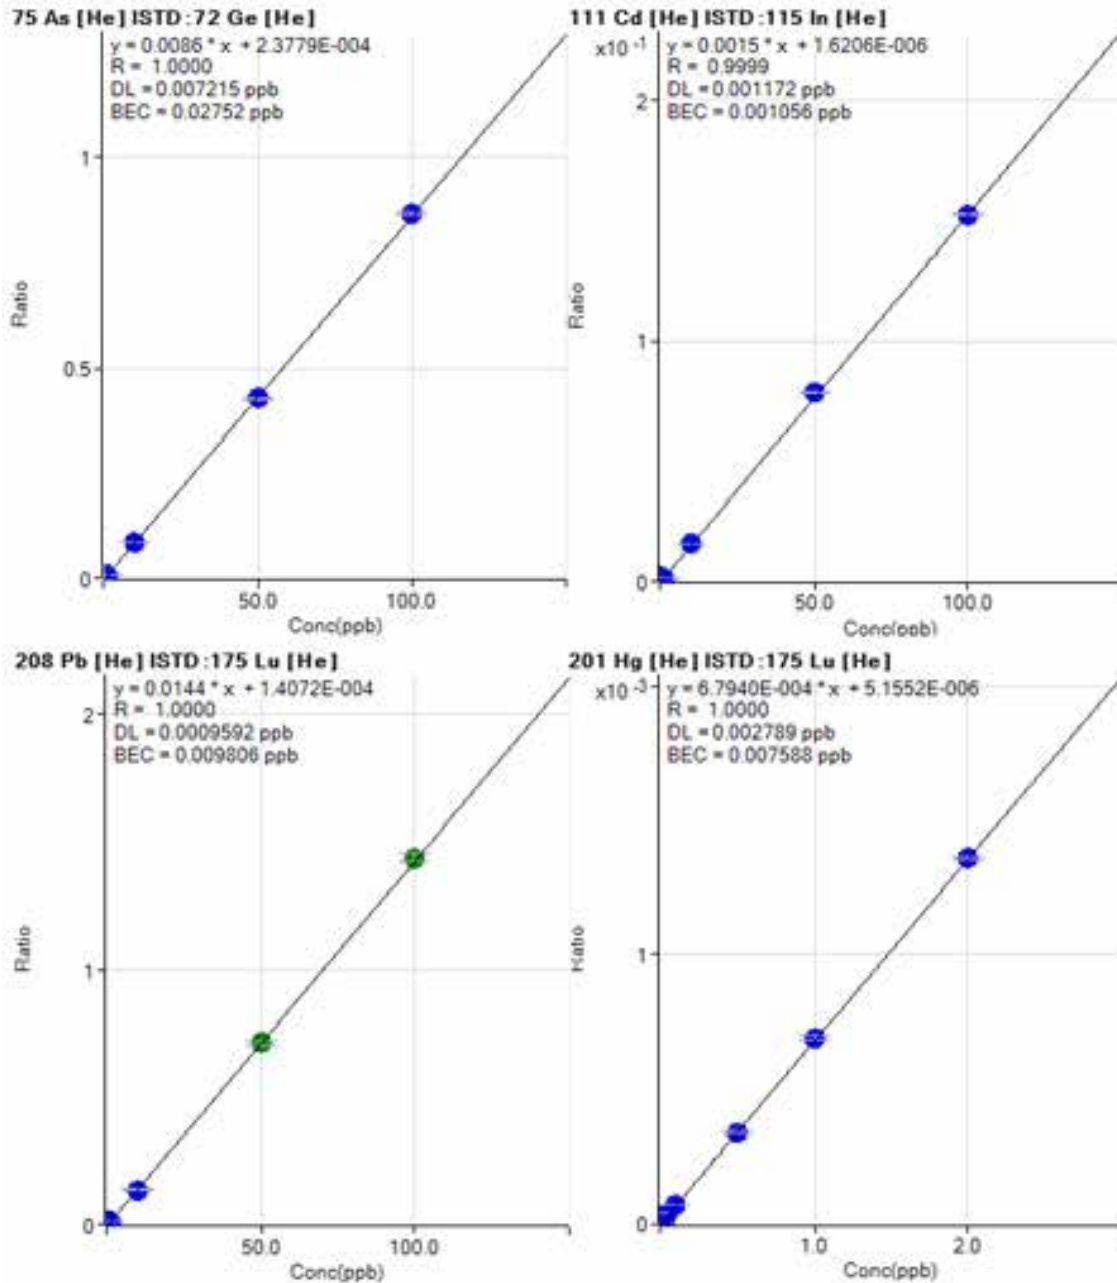 75 As [He] ISTD :72 Ge [He]
y = 0.0086 * x + 2.3779E-004
R = 1.0000
DL = 0.007215 ppb
BEC = 0.02752 ppb
1
0.5
0
Ratio
50.0
100.0
Conc(ppb)
111 Cd [He] ISTD :115 In [He]
x10 -1
y = 0.0015 * x + 1.6206E-006
R = 0.9999
DL = 0.001172 ppb
BEC = 0.001056 ppb
2
1
0
Ratio
50.0
100.0
Conc(ppb)
208 Pb [He] ISTD :175 Lu [He]
y = 0.0144 * x + 1.4072E-004
R = 1.0000
DL = 0.0009592 ppb
BEC = 0.009806 ppb
2
1
0
Ratio
50.0
100.0
Conc(ppb)
201 Hg [He] ISTD :175 Lu [He]
x10 -3
y = 6.7940E-004 * x + 5.1552E-006
R = 1.0000
DL = 0.002789 ppb
BEC = 0.007588 ppb
1
0
Ratio
1.0
2.0
Conc(ppb)